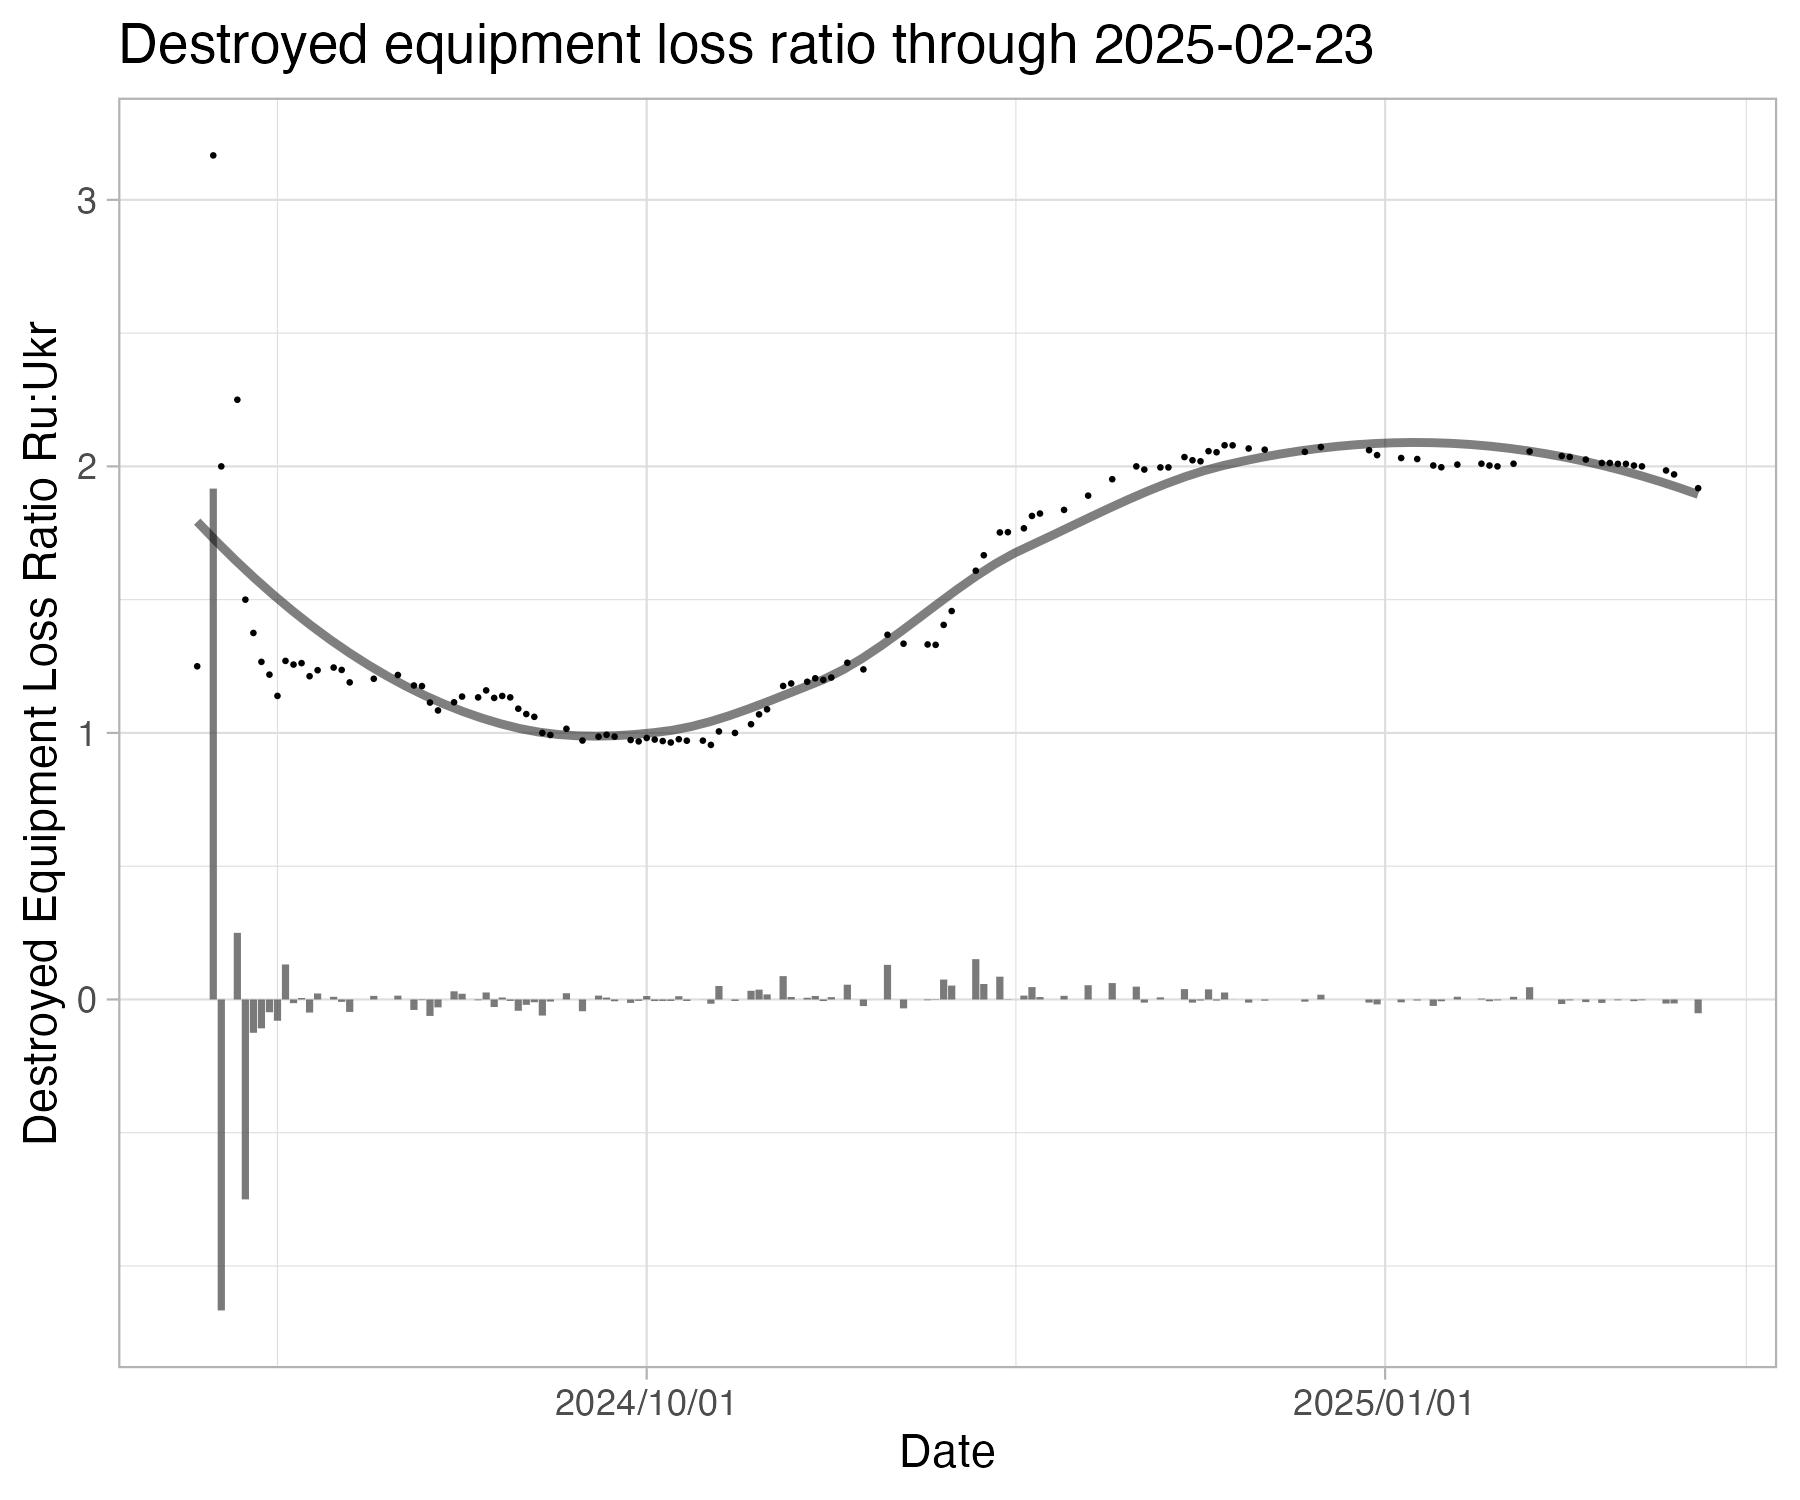 Destroyed equipment loss ratio through 2025-02-23
Destroyed Equipment Loss Ratio Ru:Ukr
3
2
1
0
2024/10/01
2025/01/01
Date